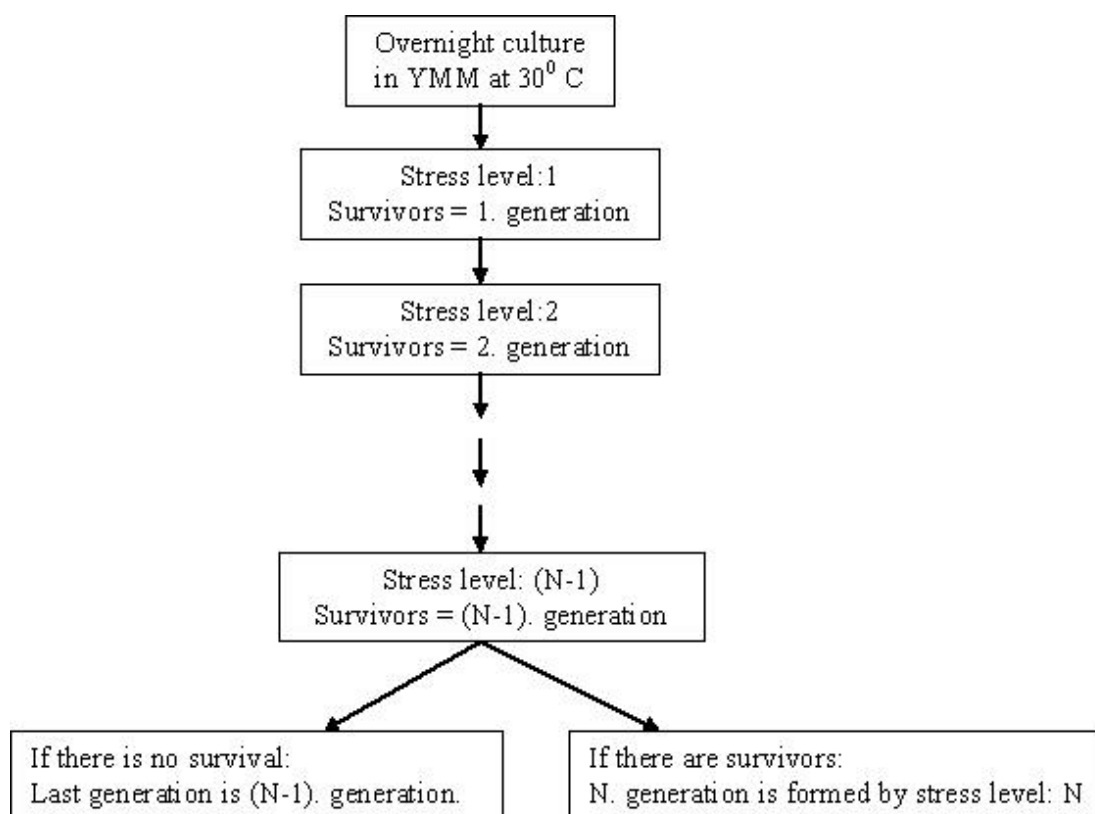 Overnight culture
in YMM at 30⁰ C
Stress level:1
Survivors = 1. generation
Stress level:2
Survivors = 2. generation
Stress level: (N-1)
Survivors = (N-1). generation
If there is no survival:
Last generation is (N-1). generation.
If there are survivors:
N. generation is formed by stress level: N